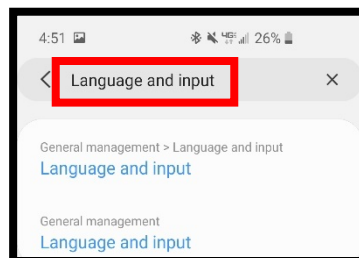 4:51 26%
Language and input
General management > Language and input
Language and input
General management
Language and input